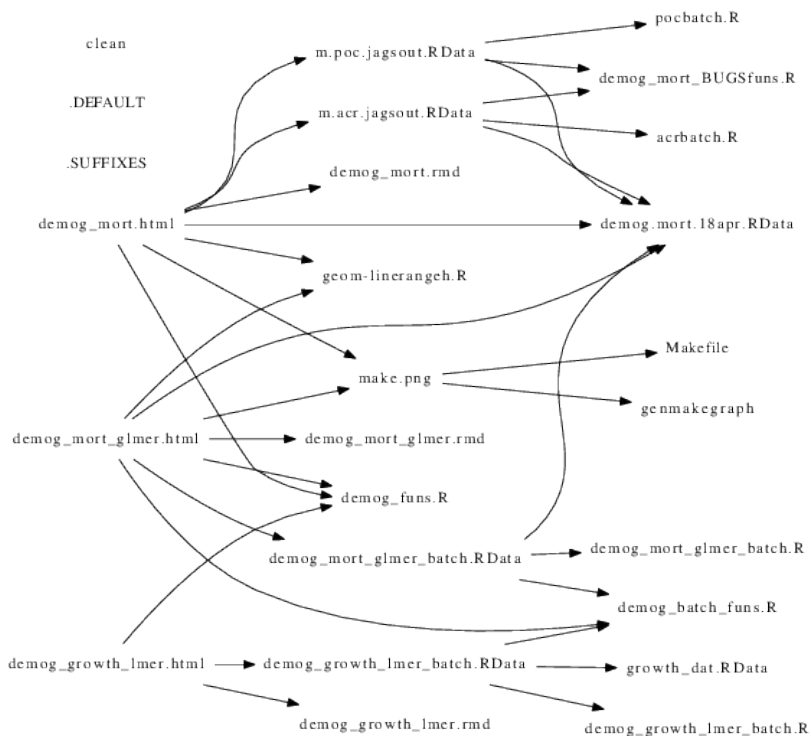 pocbatch.R
clean
m.poc.jagsout.RData
demog_mort_BUGSfuns.R
.DEFAULT
m.acr.jagsout.RData
acrbatch.R
.SUFFIXES
demog_mort.rmd
demog_mort.html
demog.mort.18apr.RData
geom-linerangeh.R
Makefile
make.png
genmakegraph
demog_mort_glmer.html
demog_mort_glmer.rmd
demog_funs.R
demog_mort_glmer_batch.RData
demog_mort_glmer_batch.R
demog_batch_funs.R
demog_growth_lmer.html
demog_growth_lmer_batch.RData
growth_dat.RData
demog_growth_lmer.rmd
demog_growth_lmer_batch.R